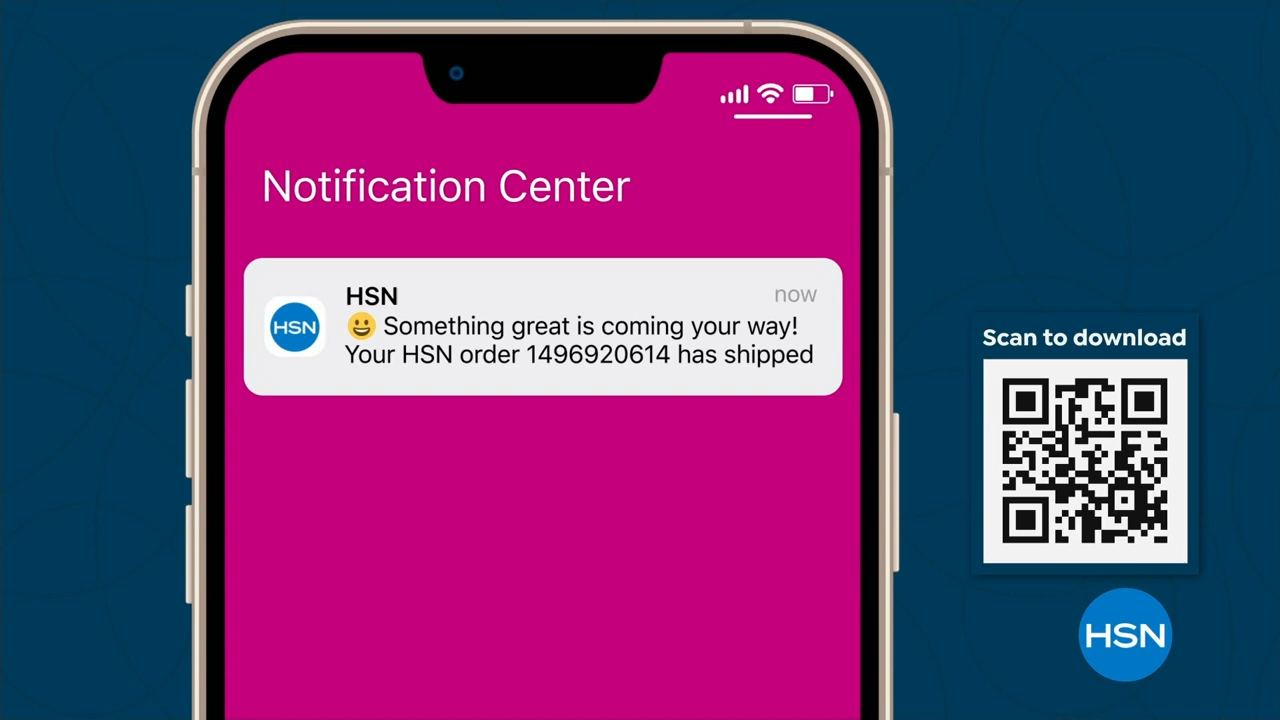 Notification Center
HSN
now
HSN
😀 Something great is coming your way!
Your HSN order 1496920614 has shipped
Scan to download
HSN